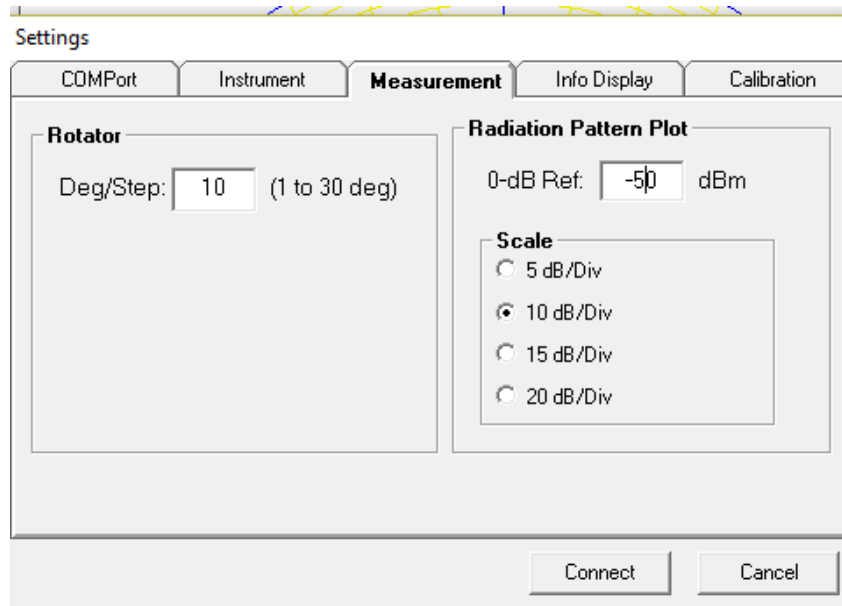 Settings
COMPort
Instrument
Measurement
Info Display
Calibration
Rotator
Deg/Step: 10 (1 to 30 deg)
Radiation Pattern Plot
0-dB Ref: -50 dBm
Scale
5 dB/Div
10 dB/Div
15 dB/Div
20 dB/Div
Connect
Cancel